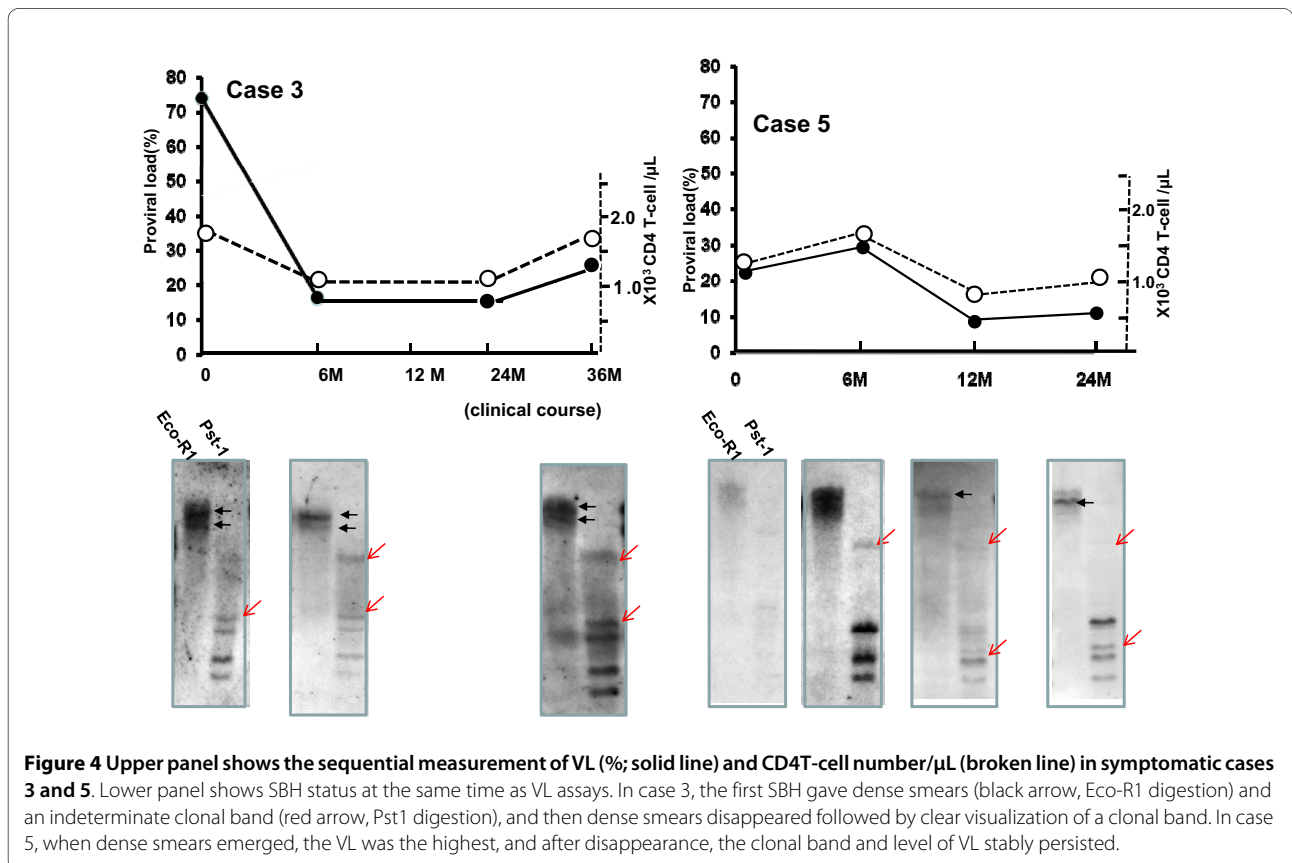 Case 3
80
70
60
50
40
30
20
10
0
Proviral load(%)
2.0
1.0
X10³ CD4 T-cell /µL
0 6M 12 M 24M 36M
(clinical course)
Case 5
80
70
60
50
40
30
20
10
0
Proviral load(%)
2.0
1.0
X10³ CD4 T-cell /µL
0 6M 12M 24M
Eco-R1 Pst-1
Eco-R1 Pst-1
Figure 4 Upper panel shows the sequential measurement of VL (%; solid line) and CD4T-cell number/µL (broken line) in symptomatic cases
3 and 5. Lower panel shows SBH status at the same time as VL assays. In case 3, the first SBH gave dense smears (black arrow, Eco-R1 digestion) and
an indeterminate clonal band (red arrow, Pst1 digestion), and then dense smears disappeared followed by clear visualization of a clonal band. In case
5, when dense smears emerged, the VL was the highest, and after disappearance, the clonal band and level of VL stably persisted.